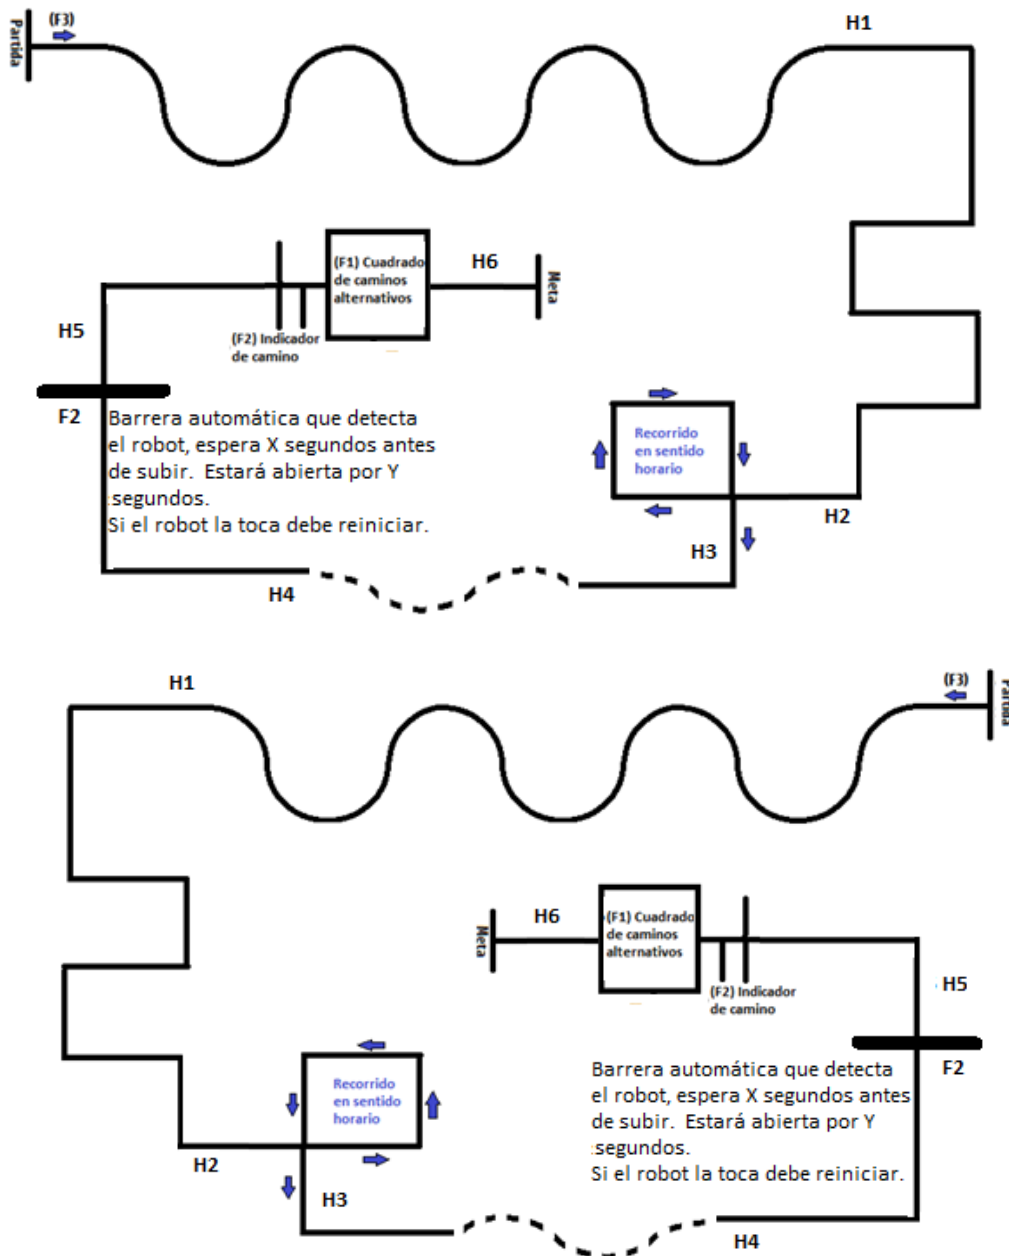 Partida
(F3)
H1
(F1) Cuadrado
de caminos
alternativos
H6
Meta
(F2) Indicador
de camino
H5
F2
Barrera automática que detecta
el robot, espera X segundos antes
de subir. Estará abierta por Y
segundos.
Si el robot la toca debe reiniciar.
Recorrido
en sentido
horario
H2
H3
H4
H1
(F3)
Partida
H6
Meta
(F1) Cuadrado
de caminos
alternativos
(F2) Indicador
de camino
H5
F2
Barrera automática que detecta
el robot, espera X segundos antes
de subir. Estará abierta por Y
segundos.
Si el robot la toca debe reiniciar.
Recorrido
en sentido
horario
H2
H3
H4